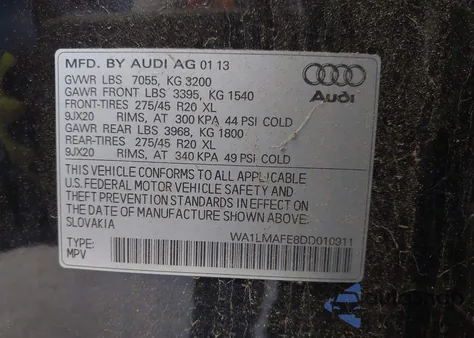 MFD. BY AUDI AG 01 13
GVWR LBS 7055, KG 3200
GAWR FRONT LBS 3395, KG 1540
FRONT-TIRES 275/45 R20 XL
9JX20 RIMS, AT 300 KPA 44 PSI COLD
GAWR REAR LBS 3968, KG 1800
REAR-TIRES 275/45 R20 XL
9JX20 RIMS, AT 340 KPA 49 PSI COLD
Audi
THIS VEHICLE CONFORMS TO ALL APPLICABLE
U.S. FEDERAL MOTOR VEHICLE SAFETY AND
THEFT PREVENTION STANDARDS IN EFFECT ON
THE DATE OF MANUFACTURE SHOWN ABOVE.
SLOVAKIA
WA1LMAFE8DD010911
TYPE:
MPV